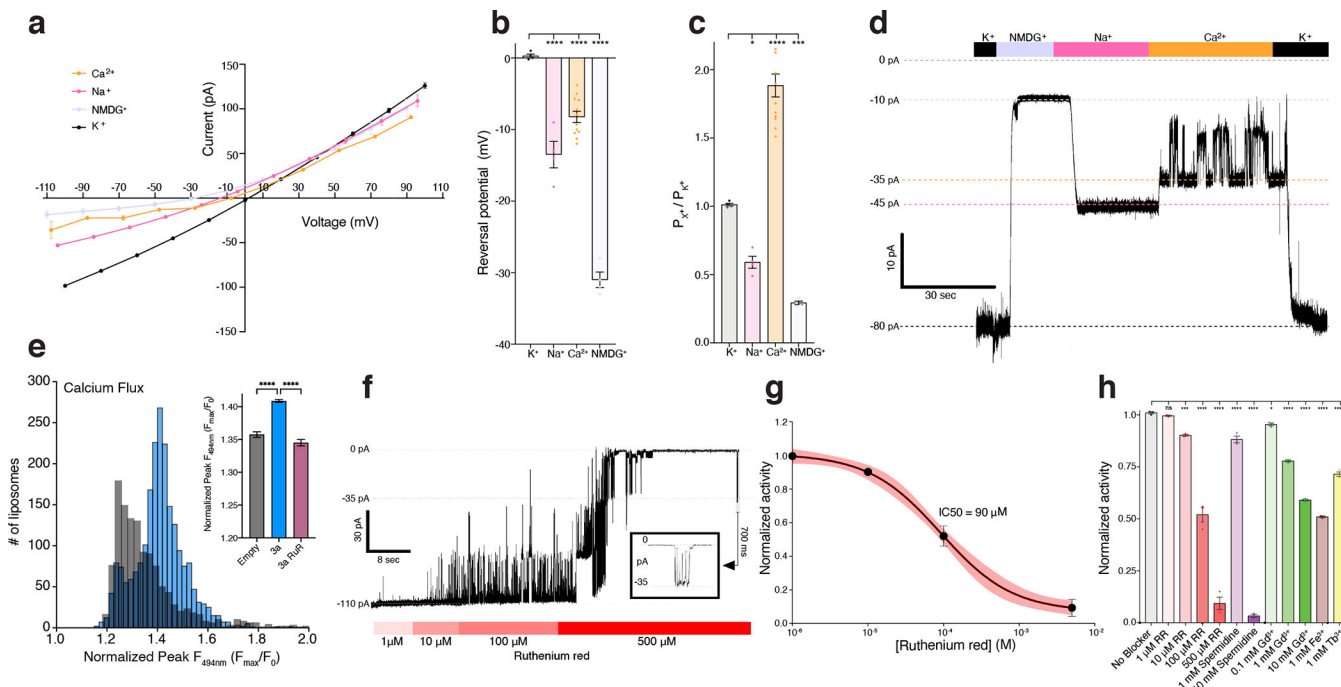 a
Ca²⁺
Na⁺
NMDG⁺
K⁺
Current (pA)
150
100
50
-50
-100
-150
-110 -90 -70 -50 -30 -10 10 30 50 70 90 110
Voltage (mV)
b
**** **** ****
Reversal potential (mV)
0
-10
-20
-30
-40
K⁺ Na⁺ Ca²⁺ NMDG⁺
c
* **** ***
Pₓ⁺ / P_K⁺
2.0
1.5
1.0
0.5
0.0
K⁺ Na⁺ Ca²⁺ NMDG⁺
d
K⁺ NMDG⁺ Na⁺ Ca²⁺ K⁺
0 pA
-10 pA
-35 pA
-45 pA
-80 pA
10 pA
30 sec
e
Calcium Flux
# of liposomes
300
250
200
150
100
50
0
1.0 1.2 1.4 1.6 1.8 2.0
Normalized Peak F₄₉₄nm (Fmax/F₀)
**** ****
Normalized Peak F₄₉₄nm (Fmax/F₀)
1.40
1.35
1.30
1.20
Empty 3a 3a RuR
f
0 pA
-35 pA
-110 pA
30 pA
8 sec
700 ms
0
pA
-35
1µM 10 µM 100 µM 500 µM
Ruthenium red
g
Normalized activity
1.2
1.0
0.8
0.6
0.4
0.2
0.0
IC50 = 90 µM
10⁻⁶ 10⁻⁵ 10⁻⁴ 10⁻³ 10⁻²
[Ruthenium red] (M)
h
ns *** **** **** **** **** * **** **** ****
Normalized activity
1.0
0.75
0.50
0.25
0.0
No Blocker
1 µM RR
10 µM RR
100 µM RR
500 µM RR
1 mM Spermidine
0.1 mM Gd³⁺
1 mM Gd³⁺
10 mM Gd³⁺